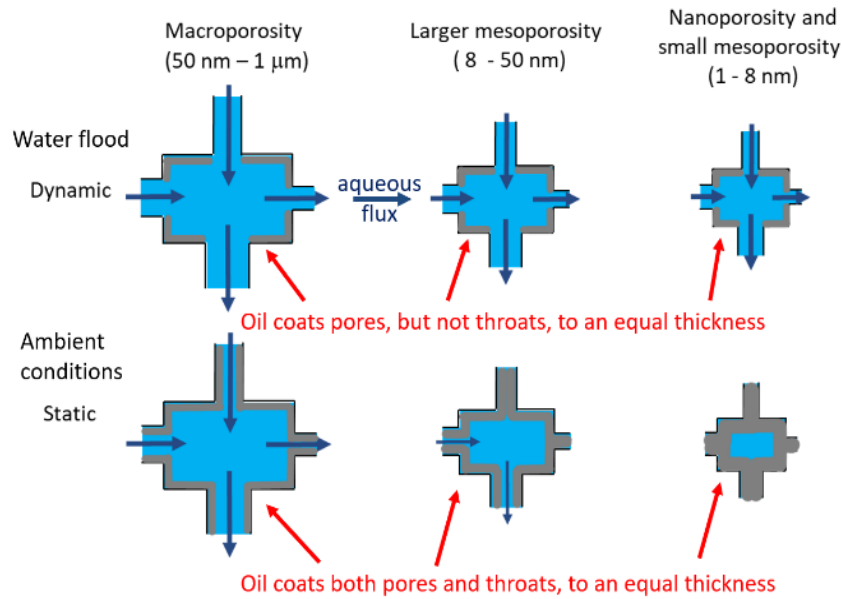 Macroporosity
(50 nm – 1 μm)
Larger mesoporosity
( 8 - 50 nm)
Nanoporosity and
small mesoporosity
(1 - 8 nm)
Water flood
Dynamic
aqueous
flux
Oil coats pores, but not throats, to an equal thickness
Ambient
conditions
Static
Oil coats both pores and throats, to an equal thickness